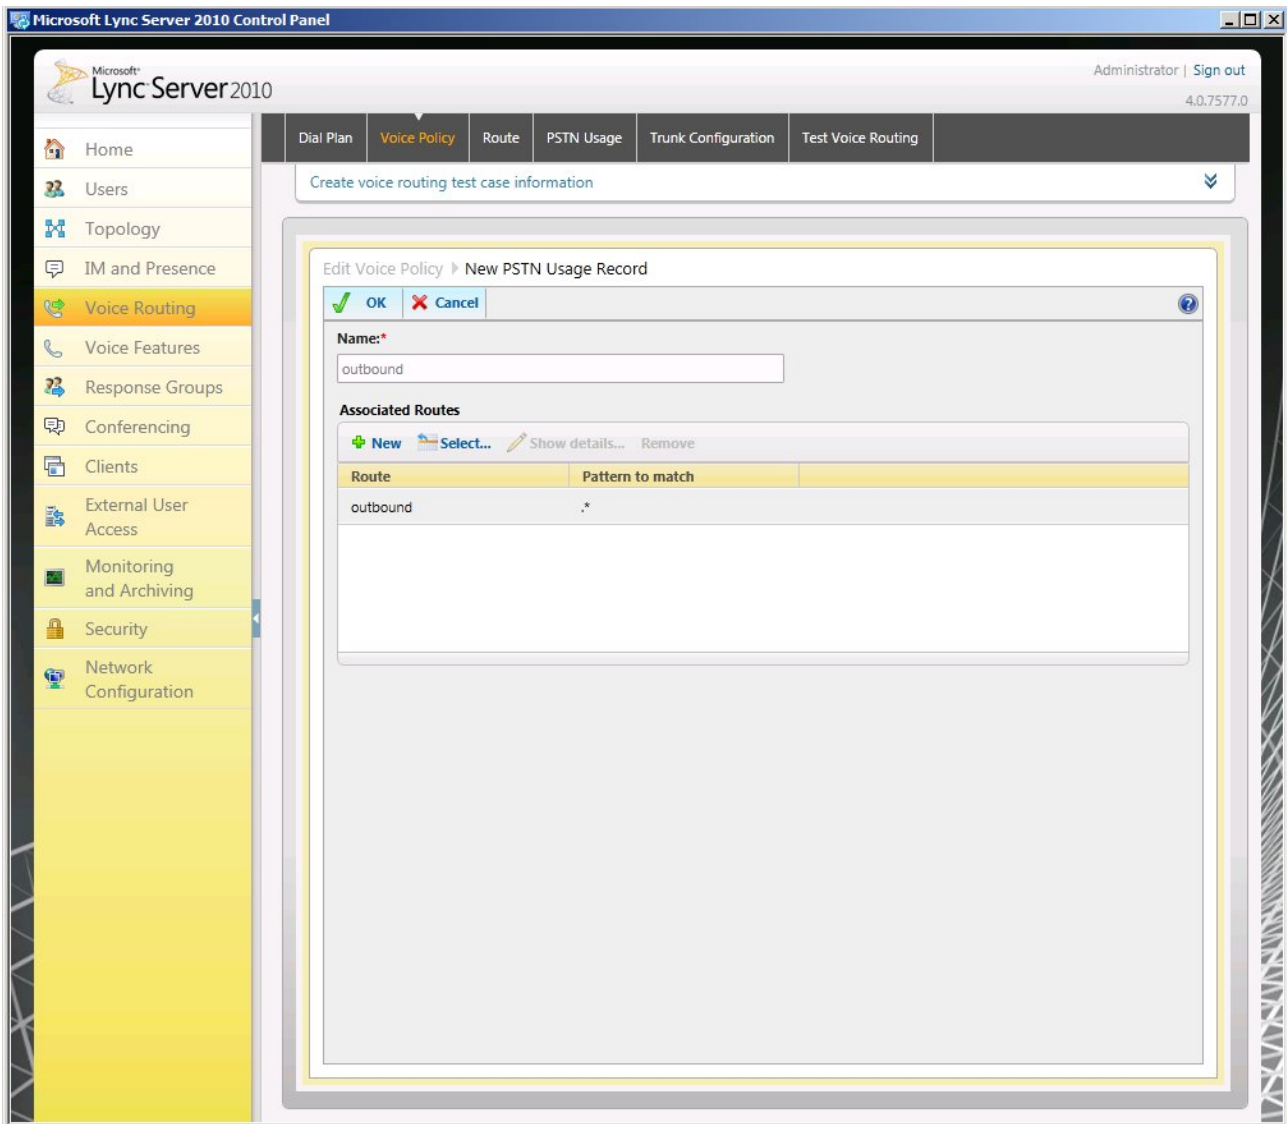 Microsoft Lync Server 2010 Control Panel
Microsoft®
Lync Server 2010
Administrator | Sign out
4.0.7577.0
Home
Users
Topology
IM and Presence
Voice Routing
Voice Features
Response Groups
Conferencing
Clients
External User
Access
Monitoring
and Archiving
Security
Network
Configuration
Dial Plan
Voice Policy
Route
PSTN Usage
Trunk Configuration
Test Voice Routing
Create voice routing test case information
Edit Voice Policy New PSTN Usage Record
OK
Cancel
?
Name:*
outbound
Associated Routes
New
Select...
Show details...
Remove
Route
Pattern to match
outbound
.*